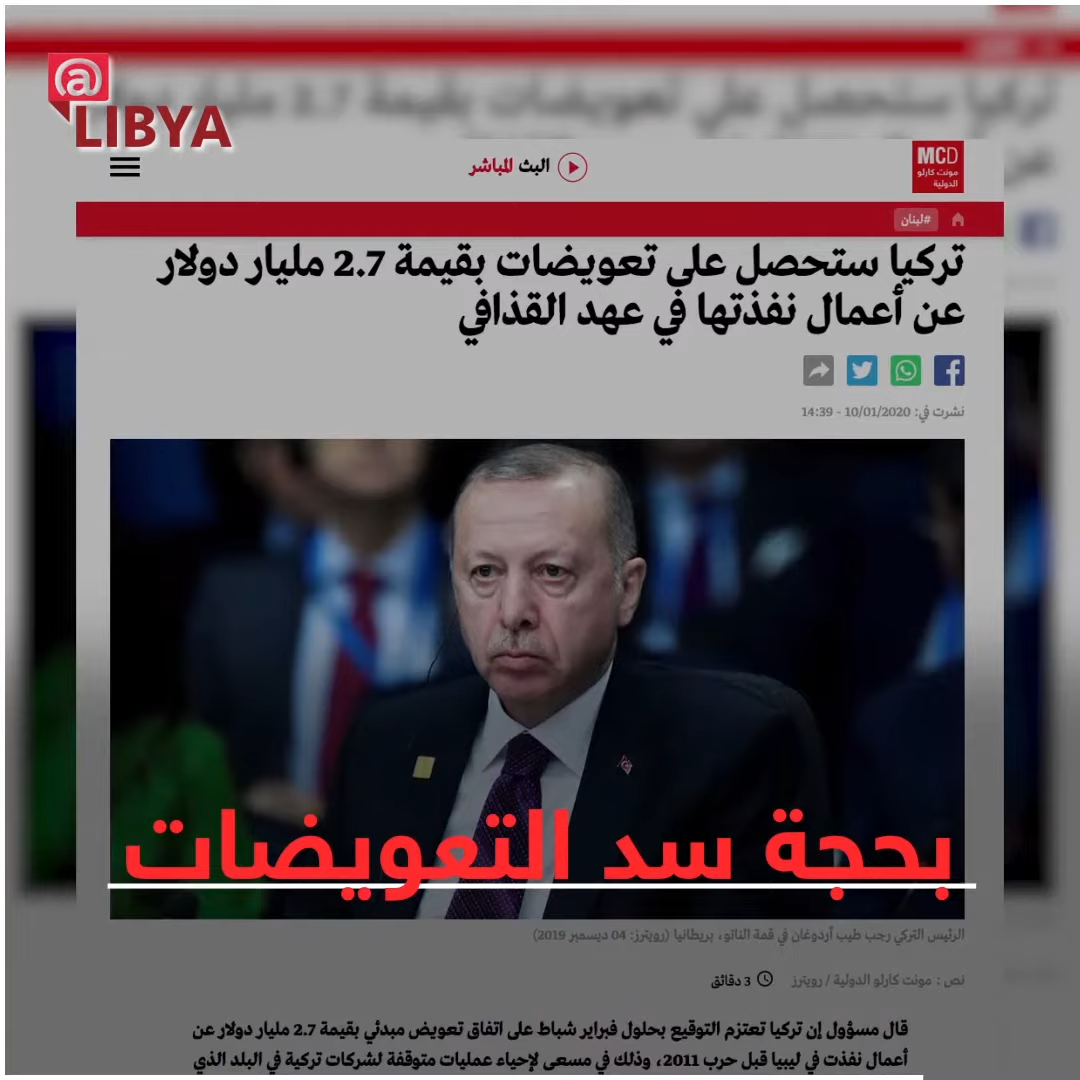 @LIBYA
البث المباشر
MCD
مونت كارلو
الدولية
#لبنان
تركيا ستحصل على تعويضات بقيمة 2.7 مليار دولار
عن أعمال نفذتها في عهد القذافي
نشرت في: 10/01/2020 - 14:39
بحجة سد التعويضات
الرئيس التركي رجب طيب أردوغان في قمة الناتو، بريطانيا (رويترز: 04 ديسمبر 2019)
نص : مونت كارلو الدولية / رويترز 3 دقائق
قال مسؤول إن تركيا تعتزم التوقيع بحلول فبراير شباط على اتفاق تعويض مبدئي بقيمة 2.7 مليار دولار عن
أعمال نفذت في ليبيا قبل حرب 2011، وذلك في مسعى لإحياء عمليات متوقفة لشركات تركية في البلد الذي